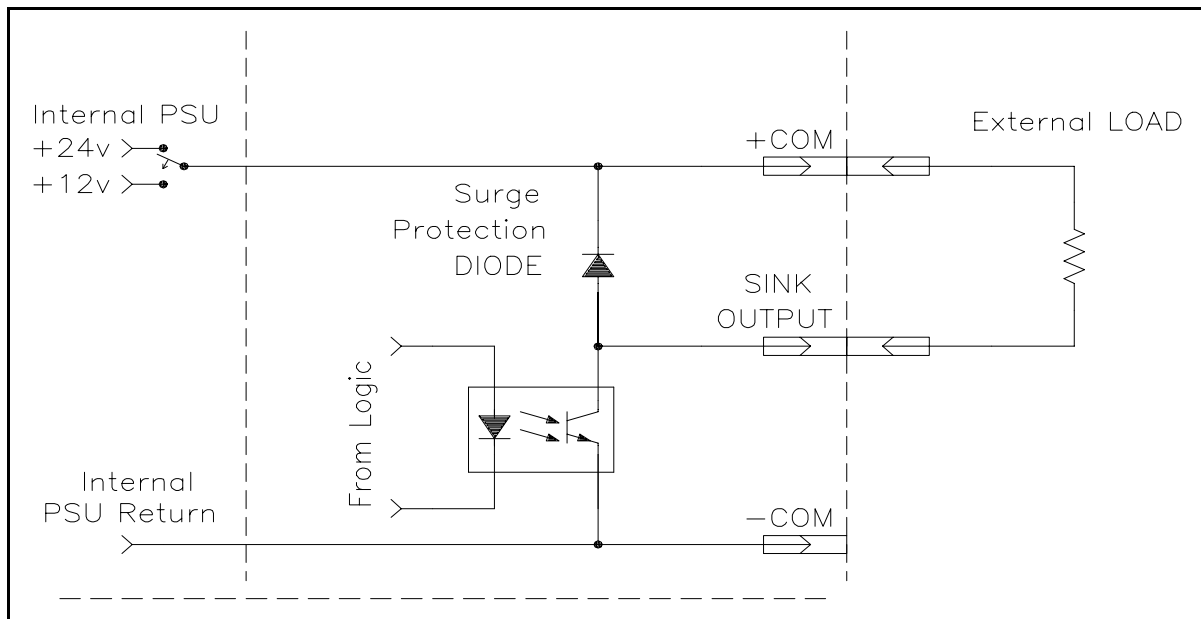 Internal PSU
+24v
+12v
External LOAD
+COM
Surge
Protection
DIODE
SINK
OUTPUT
From Logic
Internal
PSU Return
-COM